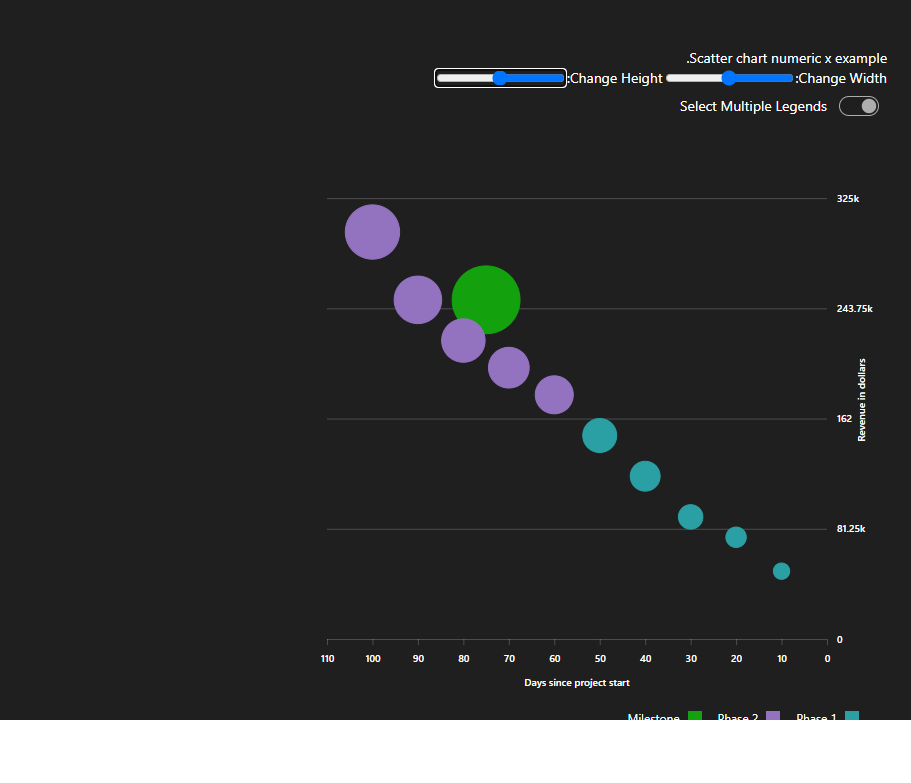 .Scatter chart numeric x example
:Change Height :Change Width
Select Multiple Legends
325k
243.75k
162
81.25k
0
Revenue in dollars
110 100 90 80 70 60 50 40 30 20 10 0
Days since project start
Milestone Phase 2 Phase 1